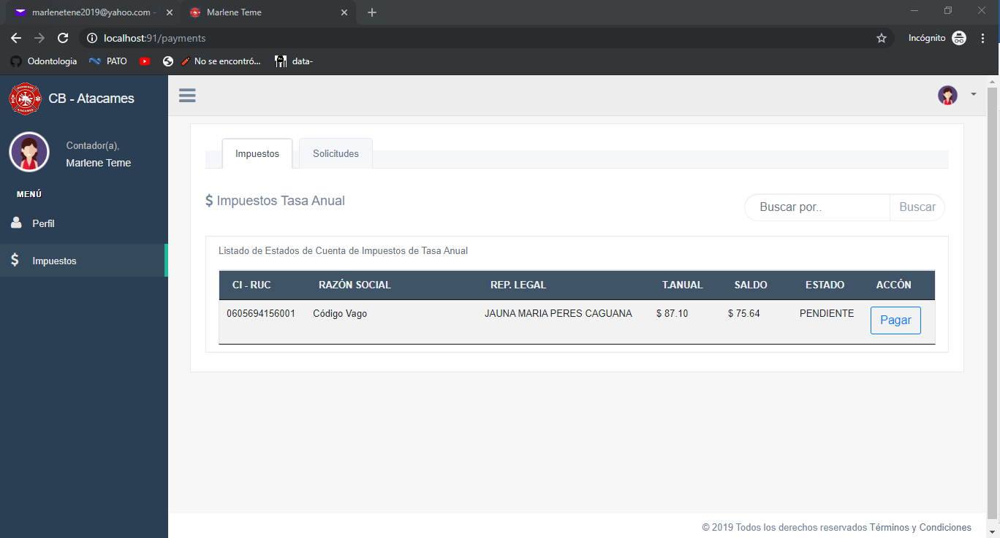 marlenetene2019@yahoo.com -
Marlene Teme
localhost:91/payments
Incógnito
Odontologia
PATO
No se encontró...
data-
CB - Atacames
Contador(a),
Marlene Teme
MENÚ
Perfil
Impuestos
Impuestos
Solicitudes
$ Impuestos Tasa Anual
Buscar por..
Buscar
Listado de Estados de Cuenta de Impuestos de Tasa Anual
CI - RUC RAZÓN SOCIAL REP. LEGAL T.ANUAL SALDO ESTADO ACCÓN
0605694156001 Código Vago JAUNA MARIA PERES CAGUANA $ 87.10 $ 75.64 PENDIENTE Pagar
© 2019 Todos los derechos reservados Términos y Condiciones